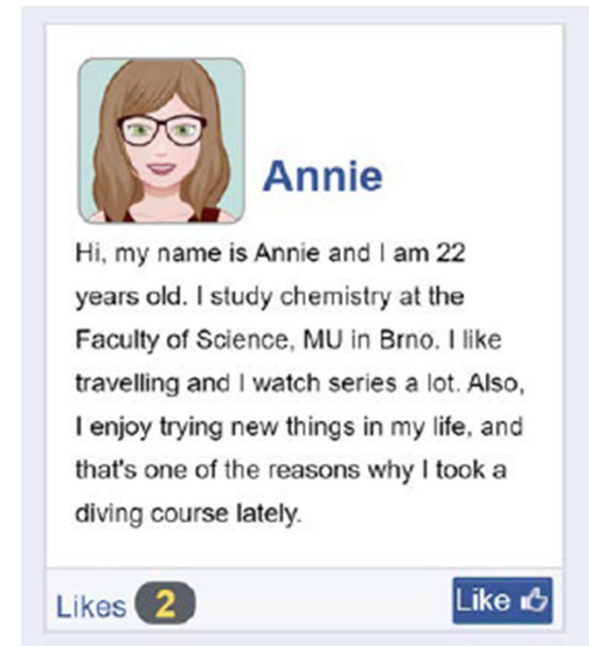 Annie
Hi, my name is Annie and I am 22
years old. I study chemistry at the
Faculty of Science, MU in Brno. I like
travelling and I watch series a lot. Also,
I enjoy trying new things in my life, and
that's one of the reasons why I took a
diving course lately.
Likes 2 Like